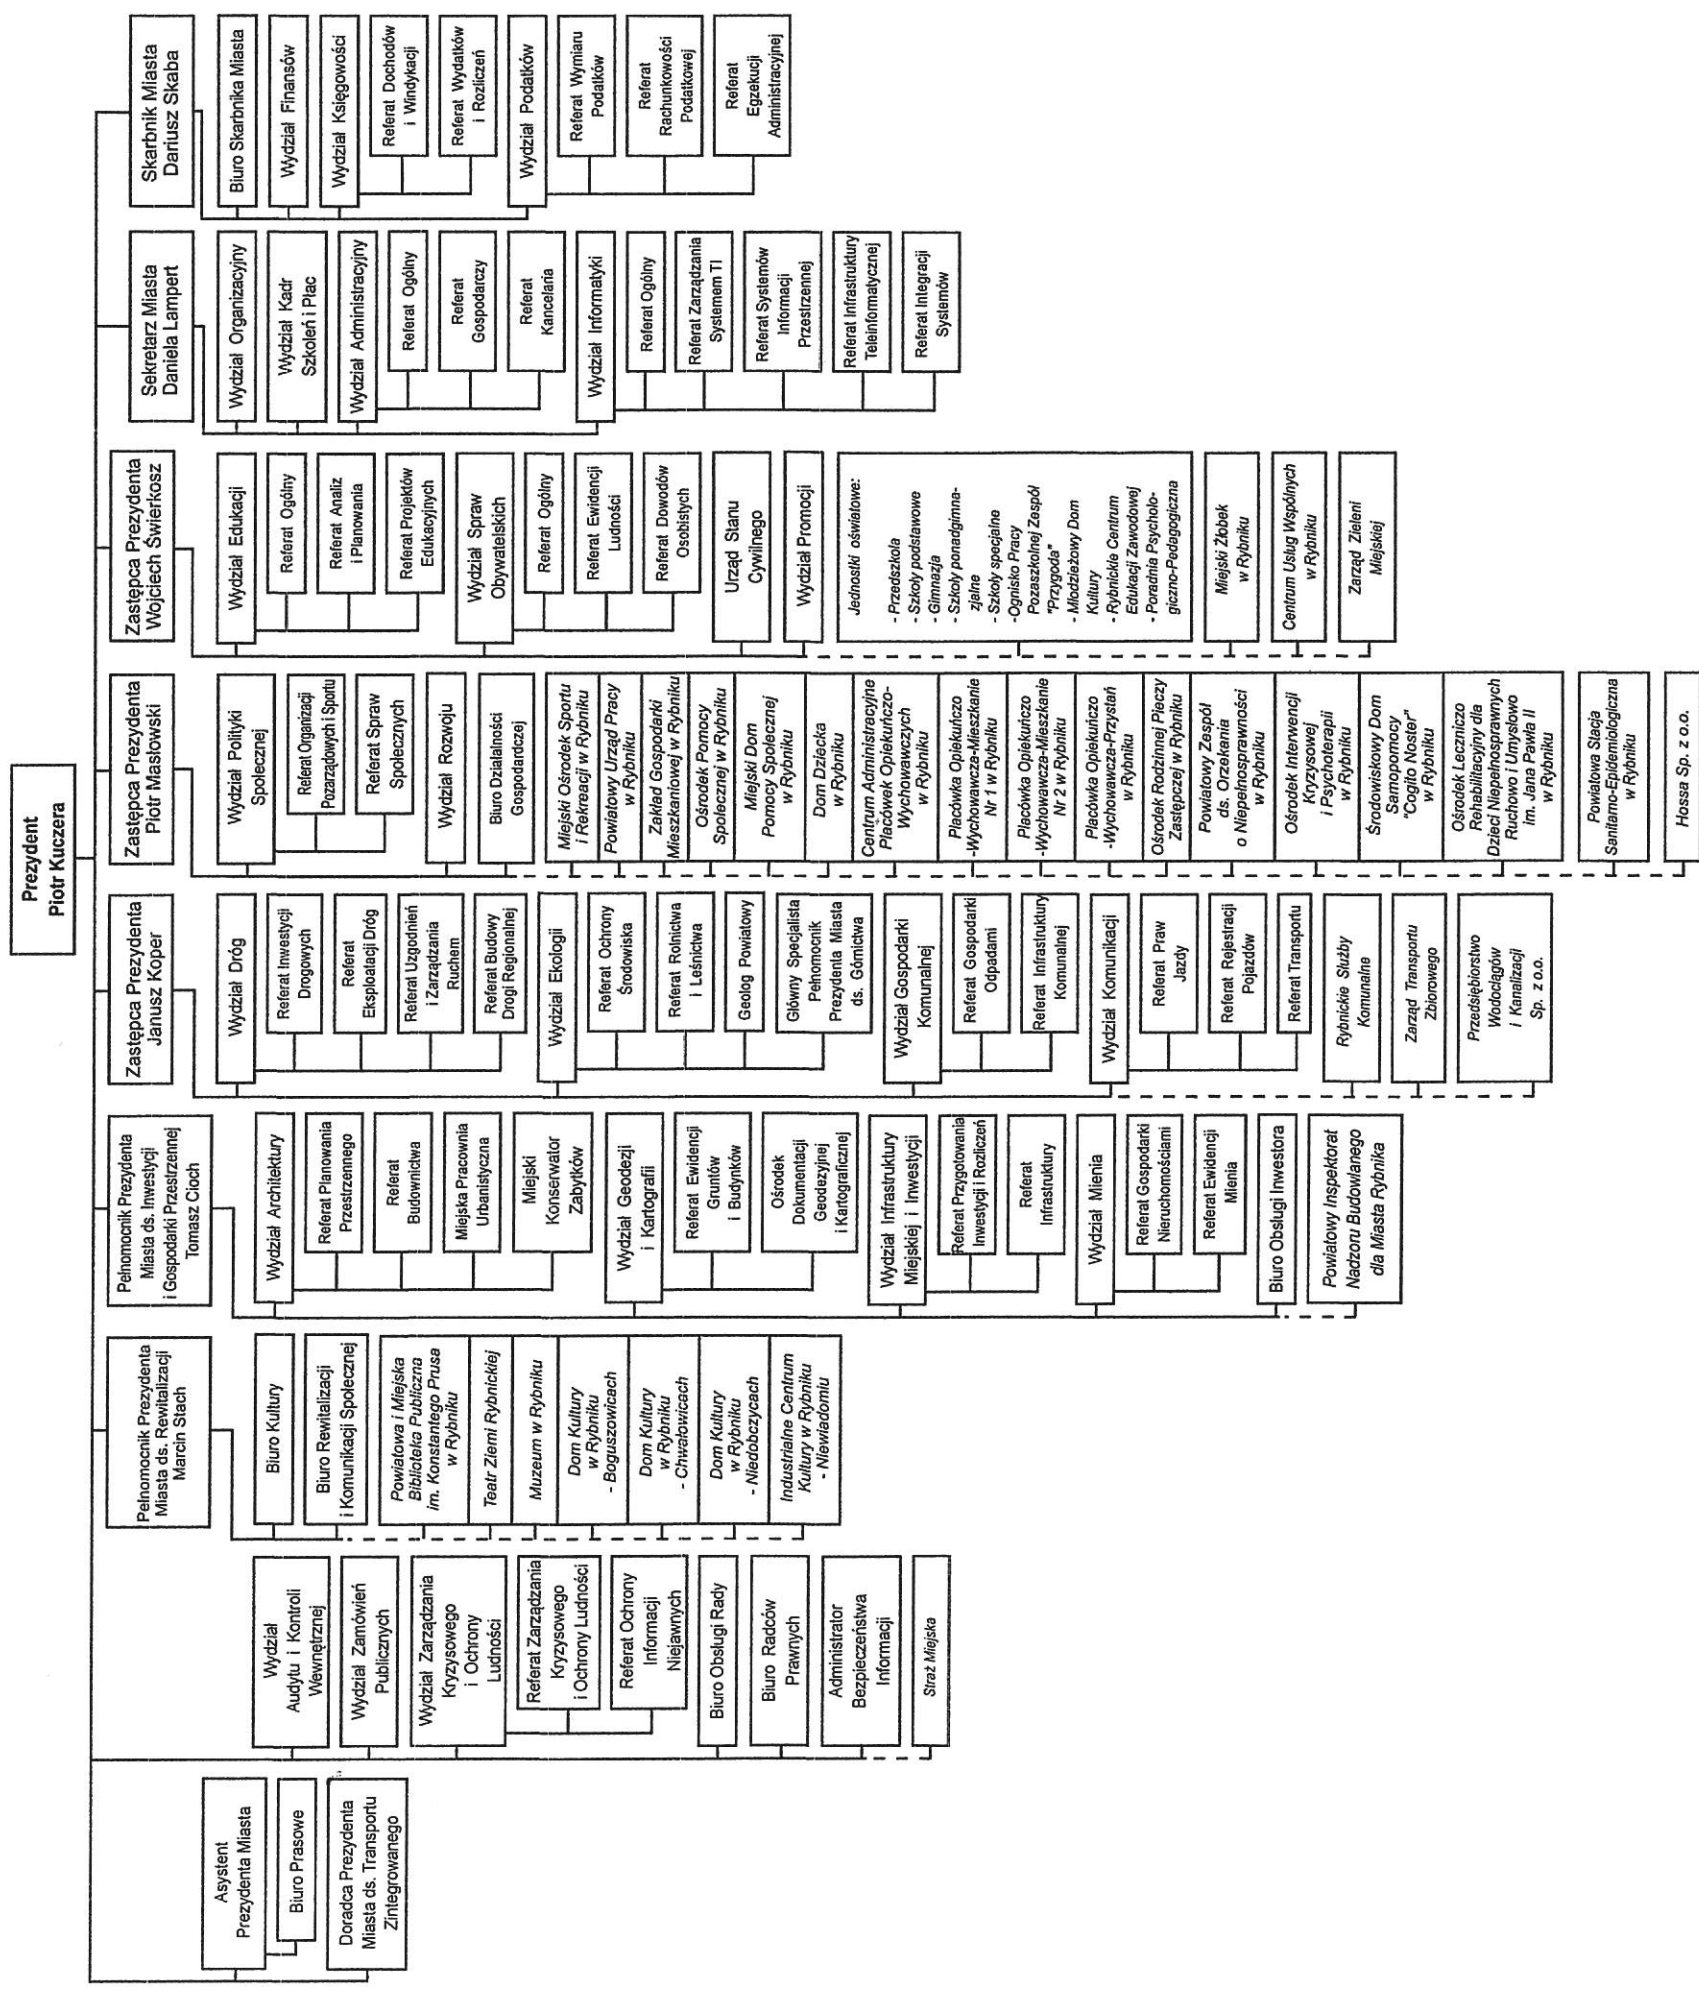 Prezydent
Piotr Kuczera
Asystent
Prezydenta Miasta
Biuro Prasowe
Doradca Prezydenta
Miasta ds. Transportu
Zintegrowanego
Wydział
Audytu i Kontroli
Wewnętrznej
Wydział Zamówień
Publicznych
Wydział Zarządzania
Kryzysowego
i Ochrony
Ludności
Referat Zarządzania
Kryzysowego
i Ochrony Ludności
Referat Ochrony
Informacji
Niejawnych
Biuro Obsługi Rady
Biuro Radców
Prawnych
Administrator
Bezpieczeństwa
Informacji
Straż Miejska
Pełnomocnik Prezydenta
Miasta ds. Rewitalizacji
Marcin Stach
Biuro Kultury
Biuro Rewitalizacji
i Komunikacji Społecznej
Powiatowa i Miejska
Biblioteka Publiczna
im. Konstantego Prusa
w Rybniku
Teatr Ziemi Rybnickiej
Muzeum w Rybniku
Dom Kultury
w Rybniku
- Boguszowicach
Dom Kultury
w Rybniku
- Chwałowicach
Dom Kultury
w Rybniku
- Niedobczycach
Industrialne Centrum
Kultury w Rybniku
- Niewiadomiu
Pełnomocnik Prezydenta
Miasta ds. Inwestycji
i Gospodarki Przestrzennej
Tomasz Cioch
Wydział Architektury
Referat Planowania
Przestrzennego
Referat
Budownictwa
Miejska Pracownia
Urbanistyczna
Miejski
Konserwator
Zabytków
Wydział Geodezji
i Kartografii
Referat Ewidencji
Gruntów
i Budynków
Ośrodek
Dokumentacji
Geodezyjnej
i Kartograficznej
Wydział Infrastruktury
Miejskiej i Inwestycji
Referat Przygotowania
Inwestycji i Rozliczeń
Referat
Infrastruktury
Wydział Mienia
Referat Gospodarki
Nieruchomościami
Referat Ewidencji
Mienia
Biuro Obsługi Inwestora
Powiatowy Inspektorat
Nadzoru Budowlanego
dla Miasta Rybnika
Zastępca Prezydenta
Janusz Koper
Wydział Dróg
Referat Inwestycji
Drogowych
Referat
Eksploatacji Dróg
Referat Uzgodnień
i Zarządzania
Ruchem
Referat Budowy
Drogi Regionalnej
Wydział Ekologii
Referat Ochrony
Środowiska
Referat Rolnictwa
i Leśnictwa
Geolog Powiatowy
Główny Specjalista
Pełnomocnik
Prezydenta Miasta
ds. Górnictwa
Wydział Gospodarki
Komunalnej
Referat Gospodarki
Odpadami
Referat Infrastruktury
Komunalnej
Wydział Komunikacji
Referat Praw
Jazdy
Referat Rejestracji
Pojazdów
Referat Transportu
Rybnickie Służby
Komunalne
Zarząd Transportu
Zbiorowego
Przedsiębiorstwo
Wodociągów
i Kanalizacji
Sp. z o.o.
Zastępca Prezydenta
Piotr Masłowski
Wydział Polityki
Społecznej
Referat Organizacji
Pozarządowych i Sportu
Referat Spraw
Społecznych
Wydział Rozwoju
Biuro Działalności
Gospodarczej
Miejski Ośrodek Sportu
i Rekreacji w Rybniku
Powiatowy Urząd Pracy
w Rybniku
Zakład Gospodarki
Mieszkaniowej w Rybniku
Ośrodek Pomocy
Społecznej w Rybniku
Miejski Dom
Pomocy Społecznej
w Rybniku
Dom Dziecka
w Rybniku
Centrum Administracyjne
Placówek Opiekuńczo-
Wychowawczych
w Rybniku
Placówka Opiekuńczo
-Wychowawcza-Mieszkanie
Nr 1 w Rybniku
Placówka Opiekuńczo
-Wychowawcza-Mieszkanie
Nr 2 w Rybniku
Placówka Opiekuńczo
-Wychowawcza-Przystań
w Rybniku
Ośrodek Rodzinnej Pieczy
Zastępczej w Rybniku
Powiatowy Zespół
ds. Orzekania
o Niepełnosprawności
w Rybniku
Ośrodek Interwencji
Kryzysowej
i Psychoterapii
w Rybniku
Środowiskowy Dom
Samopomocy
"Cogito Noster"
w Rybniku
Ośrodek Leczniczo
Rehabilitacyjny dla
Dzieci Niepełnosprawnych
Ruchowo i Umysłowo
im. Jana Pawła II
w Rybniku
Powiatowa Stacja
Sanitarno-Epidemiologiczna
w Rybniku
Hossa Sp. z o.o.
Zastępca Prezydenta
Wojciech Świerkosz
Wydział Edukacji
Referat Ogólny
Referat Analiz
i Planowania
Referat Projektów
Edukacyjnych
Wydział Spraw
Obywatelskich
Referat Ogólny
Referat Ewidencji
Ludności
Referat Dowodów
Osobistych
Urząd Stanu
Cywilnego
Wydział Promocji
Jednostki oświatowe:
- Przedszkola
- Szkoły podstawowe
- Gimnazja
- Szkoły ponadgimna-
zjalne
- Szkoły specjalne
-Ognisko Pracy
Pozaszkolnej Zespół
"Przygoda"
- Młodzieżowy Dom
Kultury
- Rybnickie Centrum
Edukacji Zawodowej
- Poradnia Psycholo-
giczno-Pedagogiczna
Miejski Żłobek
w Rybniku
Centrum Usług Wspólnych
w Rybniku
Zarząd Zieleni
Miejskiej
Sekretarz Miasta
Daniela Lampert
Wydział Organizacyjny
Wydział Kadr
Szkoleń i Płac
Wydział Administracyjny
Referat Ogólny
Referat
Gospodarczy
Referat
Kancelaria
Wydział Informatyki
Referat Ogólny
Referat Zarządzania
Systemem TI
Referat Systemów
Informacji
Przestrzennej
Referat Infrastruktury
Teleinformatycznej
Referat Integracji
Systemów
Skarbnik Miasta
Dariusz Skaba
Biuro Skarbnika Miasta
Wydział Finansów
Wydział Księgowości
Referat Dochodów
i Windykacji
Referat Wydatków
i Rozliczeń
Wydział Podatków
Referat Wymiaru
Podatków
Referat
Rachunkowości
Podatkowej
Referat
Egzekucji
Administracyjnej